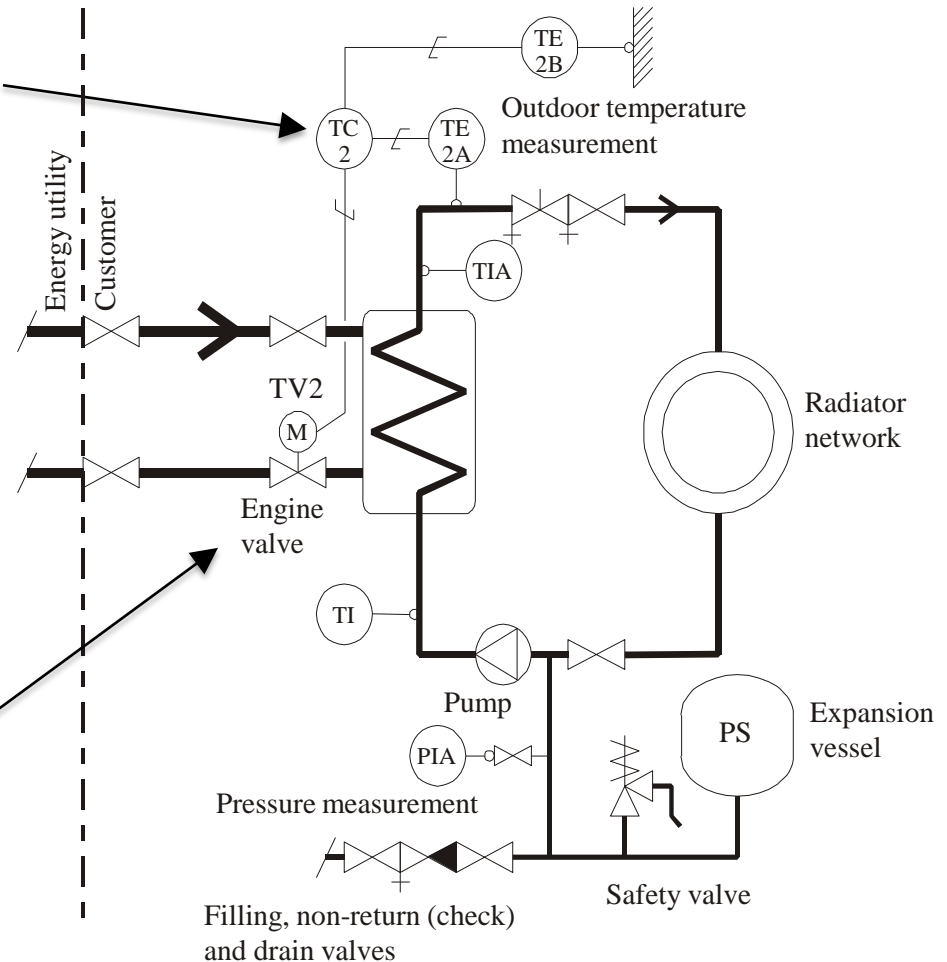 TE
2B
Outdoor temperature
measurement
TC
2
TE
2A
TIA
Energy utility
Customer
TV2
M
Radiator
network
Engine
valve
TI
Pump
PS
Expansion
vessel
PIA
Pressure measurement
Safety valve
Filling, non-return (check)
and drain valves